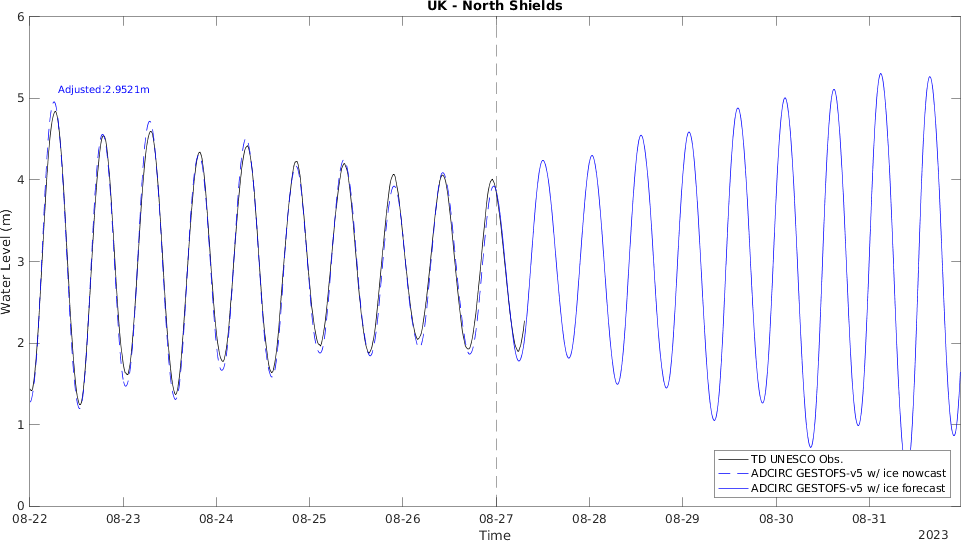 UK - North Shields
6
5
4
3
2
1
0
Water Level (m)
Adjusted:2.9521m
TD UNESCO Obs.
ADCIRC GESTOFS-v5 w/ ice nowcast
ADCIRC GESTOFS-v5 w/ ice forecast
08-22 08-23 08-24 08-25 08-26 08-27 08-28 08-29 08-30 08-31
Time
2023